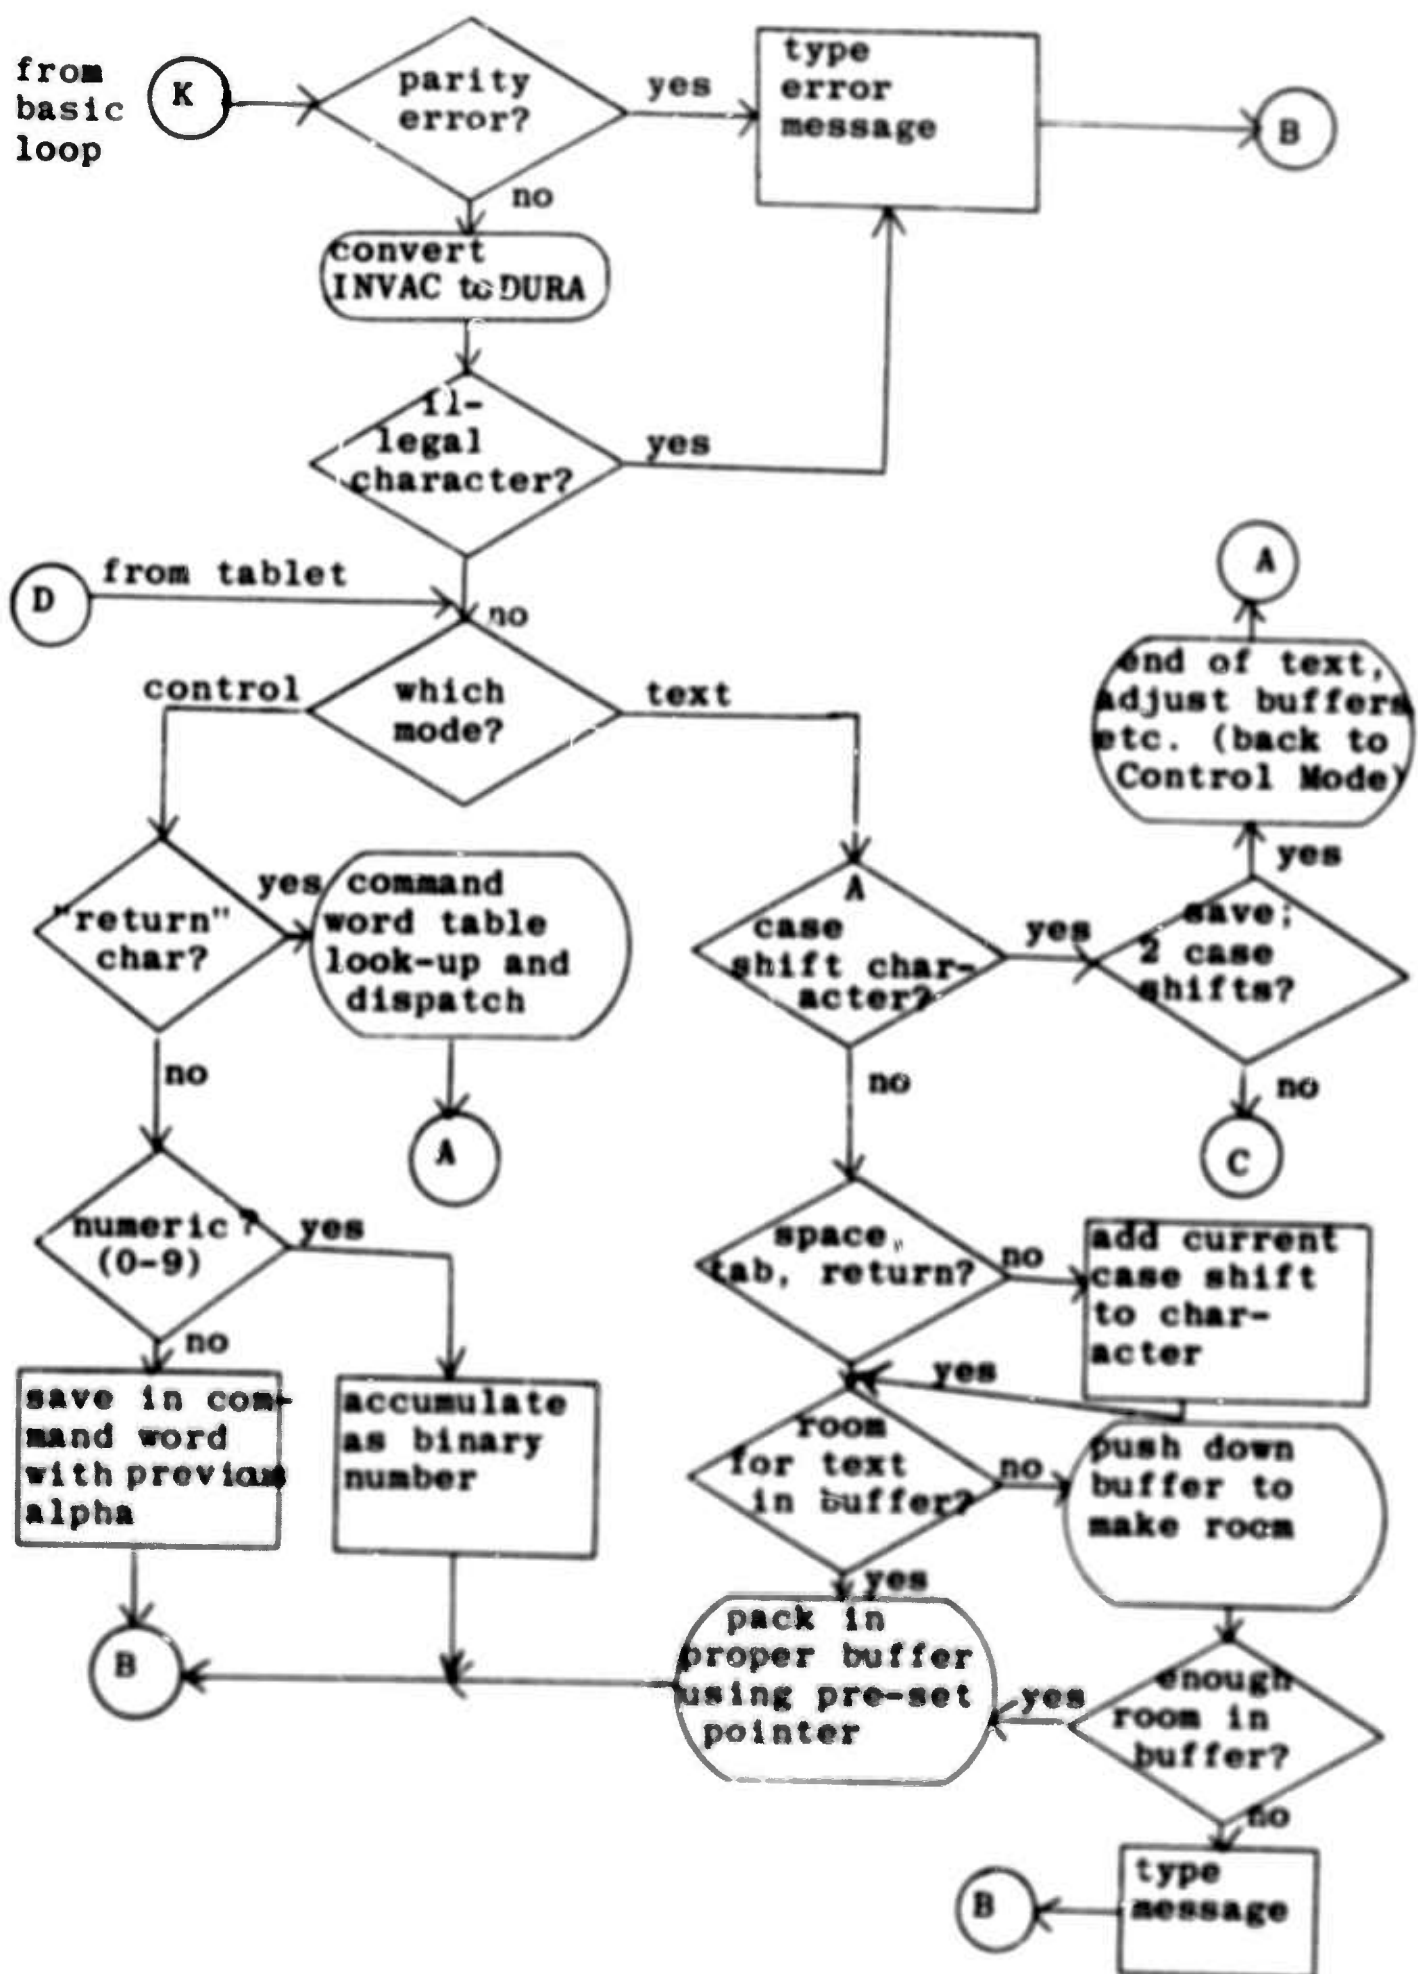 from
basic
loop
K
parity
error?
yes
type
error
message
B
no
convert
INVAC to DURA
il-
legal
character?
yes
D
from tablet
no
A
control
which
mode?
text
end of text,
adjust buffers
etc. (back to
Control Mode)
yes
"return"
char?
yes
command
word table
look-up and
dispatch
A
case
shift char-
acter?
yes
save;
2 case
shifts?
no
A
no
no
C
numeric?
(0-9)
yes
space,
tab, return?
no
add current
case shift
to char-
acter
no
yes
save in com-
mand word
with previous
alpha
accumulate
as binary
number
room
for text
in buffer?
no
push down
buffer to
make room
yes
B
pack in
proper buffer
using pre-set
pointer
yes
enough
room in
buffer?
no
B
type
message